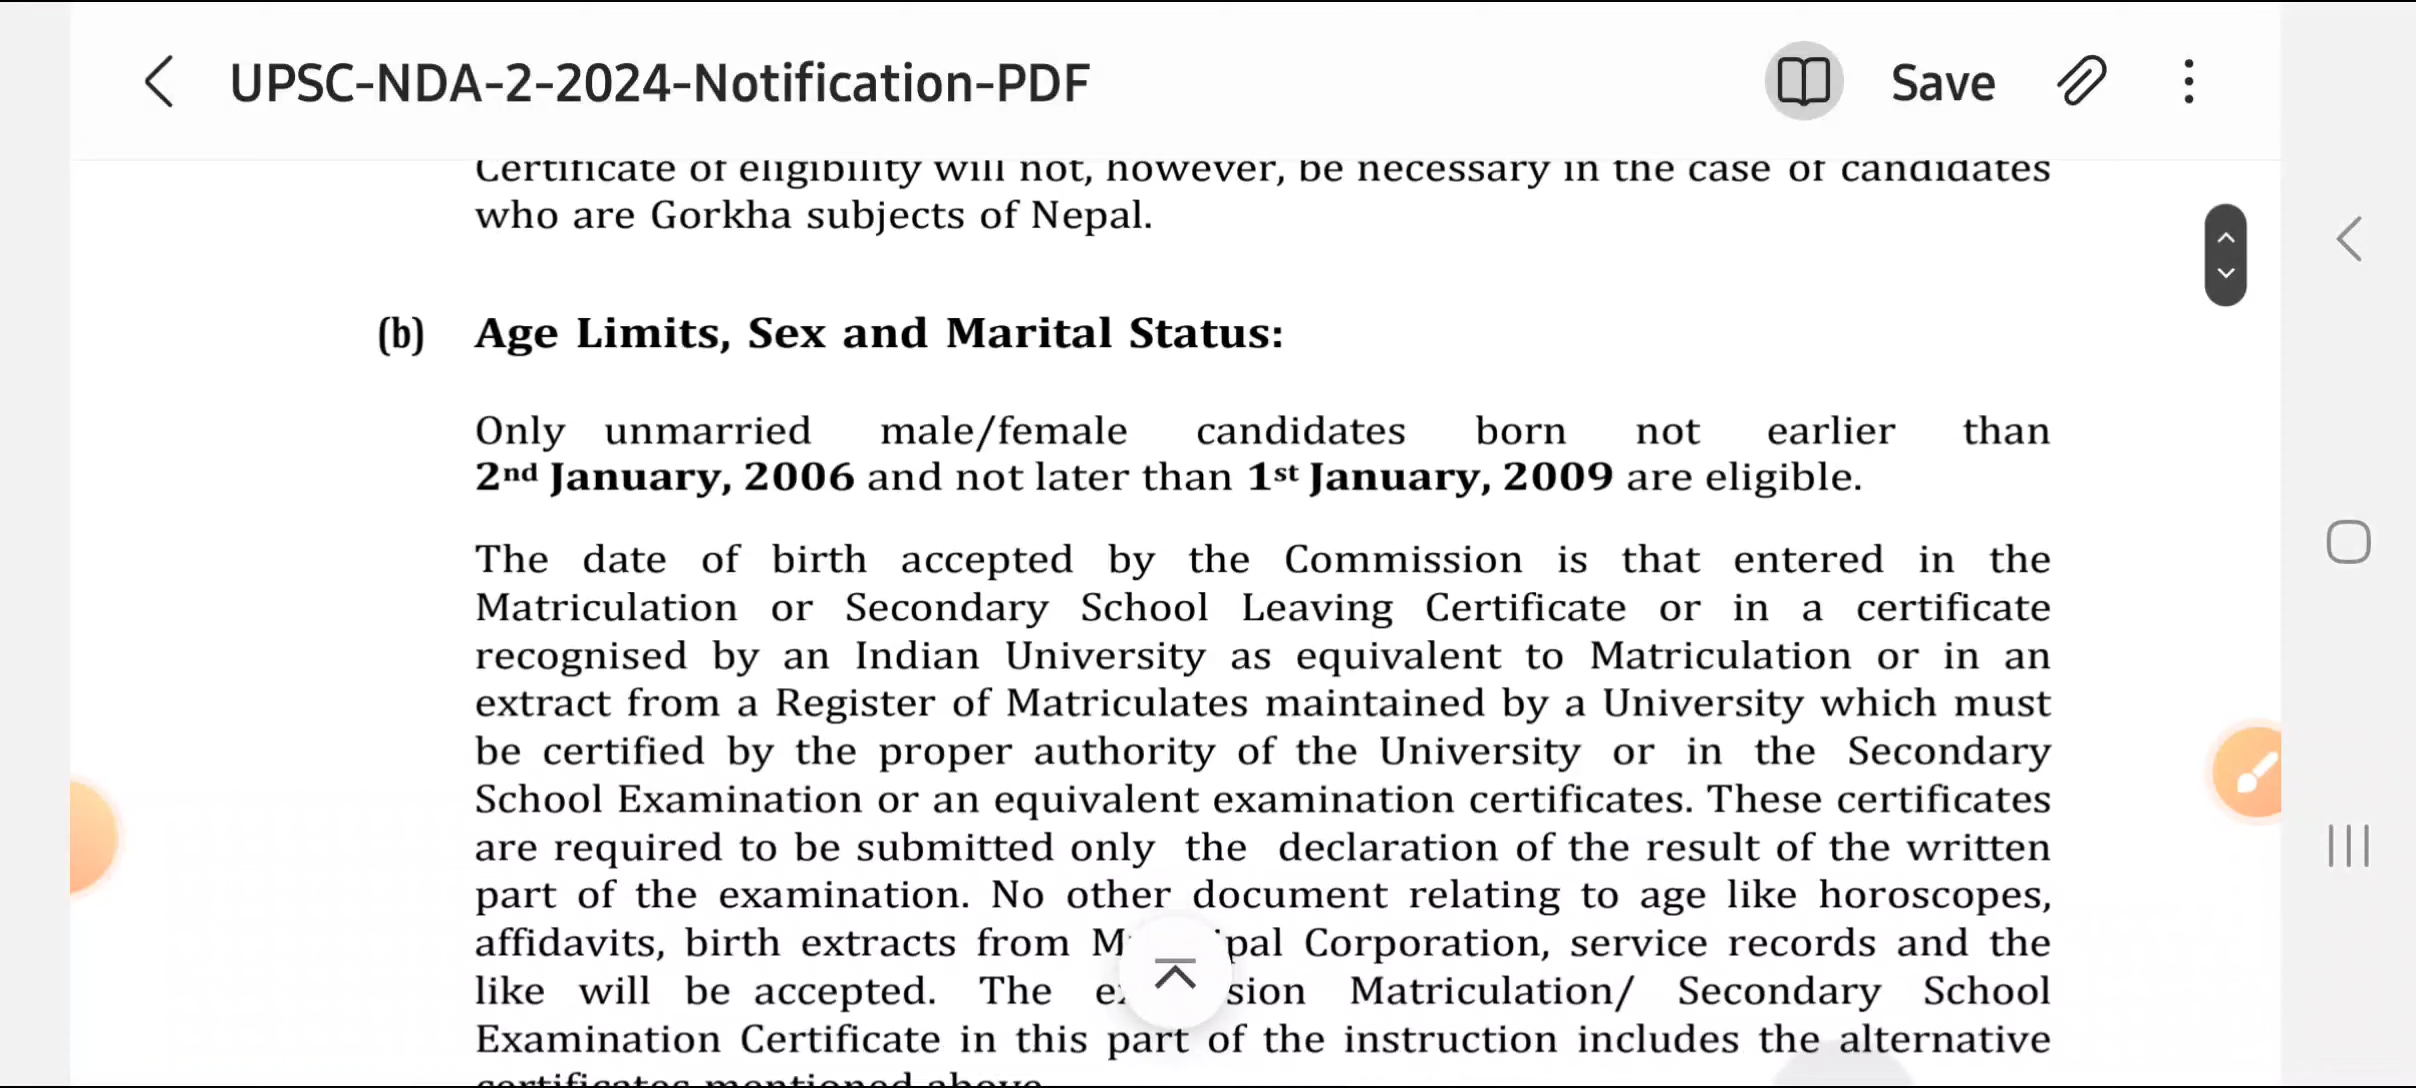 UPSC-NDA-2-2024-Notification-PDF
Save
Certificate of eligibility will not, however, be necessary in the case of candidates
who are Gorkha subjects of Nepal.
(b) Age Limits, Sex and Marital Status:
Only unmarried male/female candidates born not earlier than
2nd January, 2006 and not later than 1st January, 2009 are eligible.
The date of birth accepted by the Commission is that entered in the
Matriculation or Secondary School Leaving Certificate or in a certificate
recognised by an Indian University as equivalent to Matriculation or in an
extract from a Register of Matriculates maintained by a University which must
be certified by the proper authority of the University or in the Secondary
School Examination or an equivalent examination certificates. These certificates
are required to be submitted only the declaration of the result of the written
part of the examination. No other document relating to age like horoscopes,
affidavits, birth extracts from Corporation, service records and the
like will be accepted. The Matriculation/ Secondary School
Examination Certificate in this part of the instruction includes the alternative
certificates mentioned above.